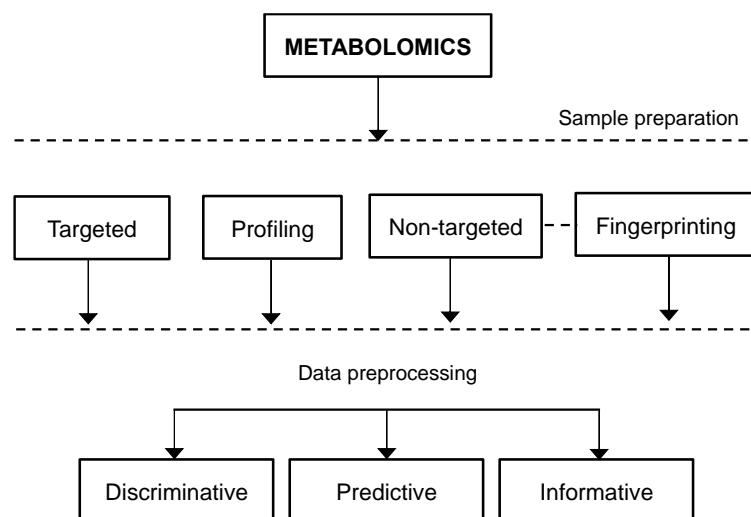 METABOLOMICS
Sample preparation
Targeted
Profiling
Non-targeted
Fingerprinting
Data preprocessing
Discriminative
Predictive
Informative